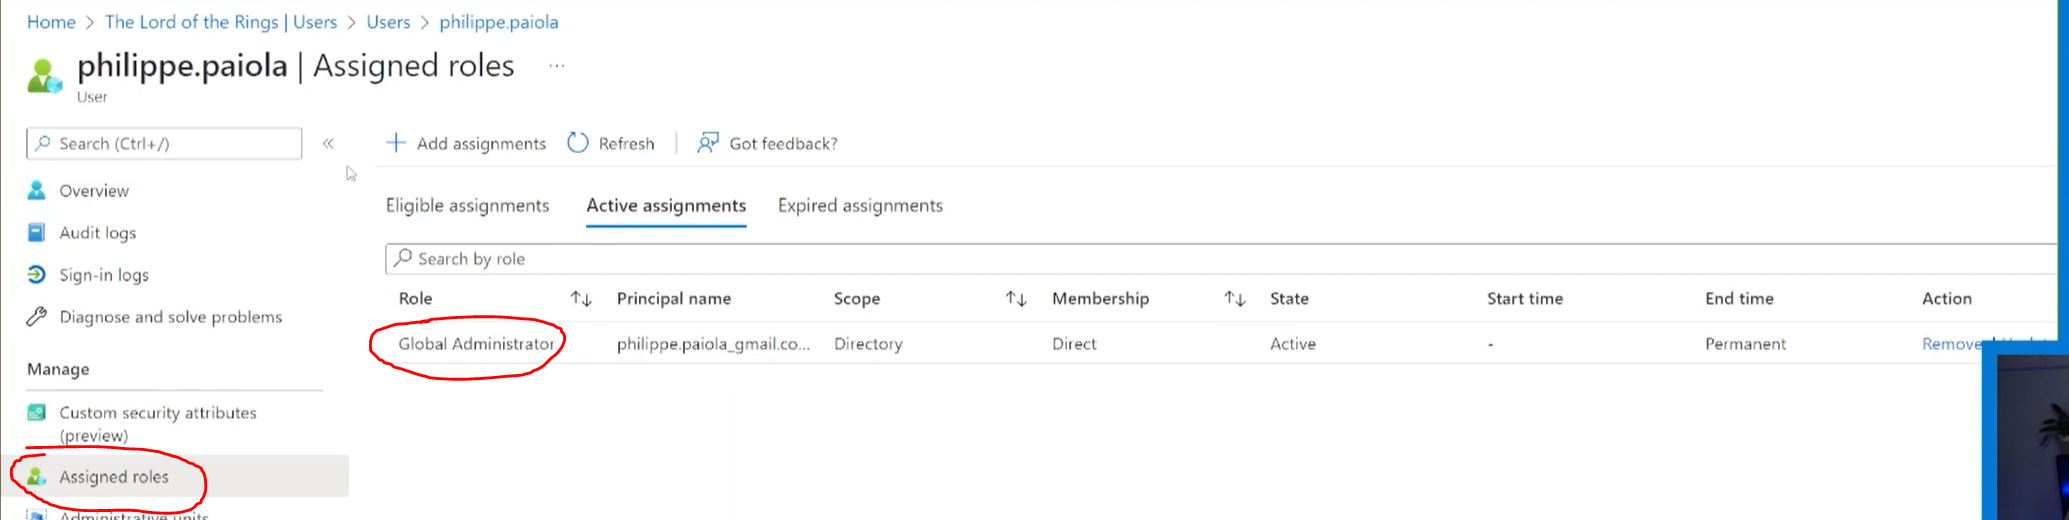 Home > The Lord of the Rings | Users > Users > philippe.paiola
philippe.paiola | Assigned roles ...
User
Search (Ctrl+/) «
Add assignments Refresh Got feedback?
Overview
Audit logs
Sign-in logs
Diagnose and solve problems
Manage
Custom security attributes
(preview)
Assigned roles
Administrative units
Eligible assignments Active assignments Expired assignments
Search by role
Role Principal name Scope Membership State Start time End time Action
Global Administrator philippe.paiola_gmail.co... Directory Direct Active - Permanent Remove